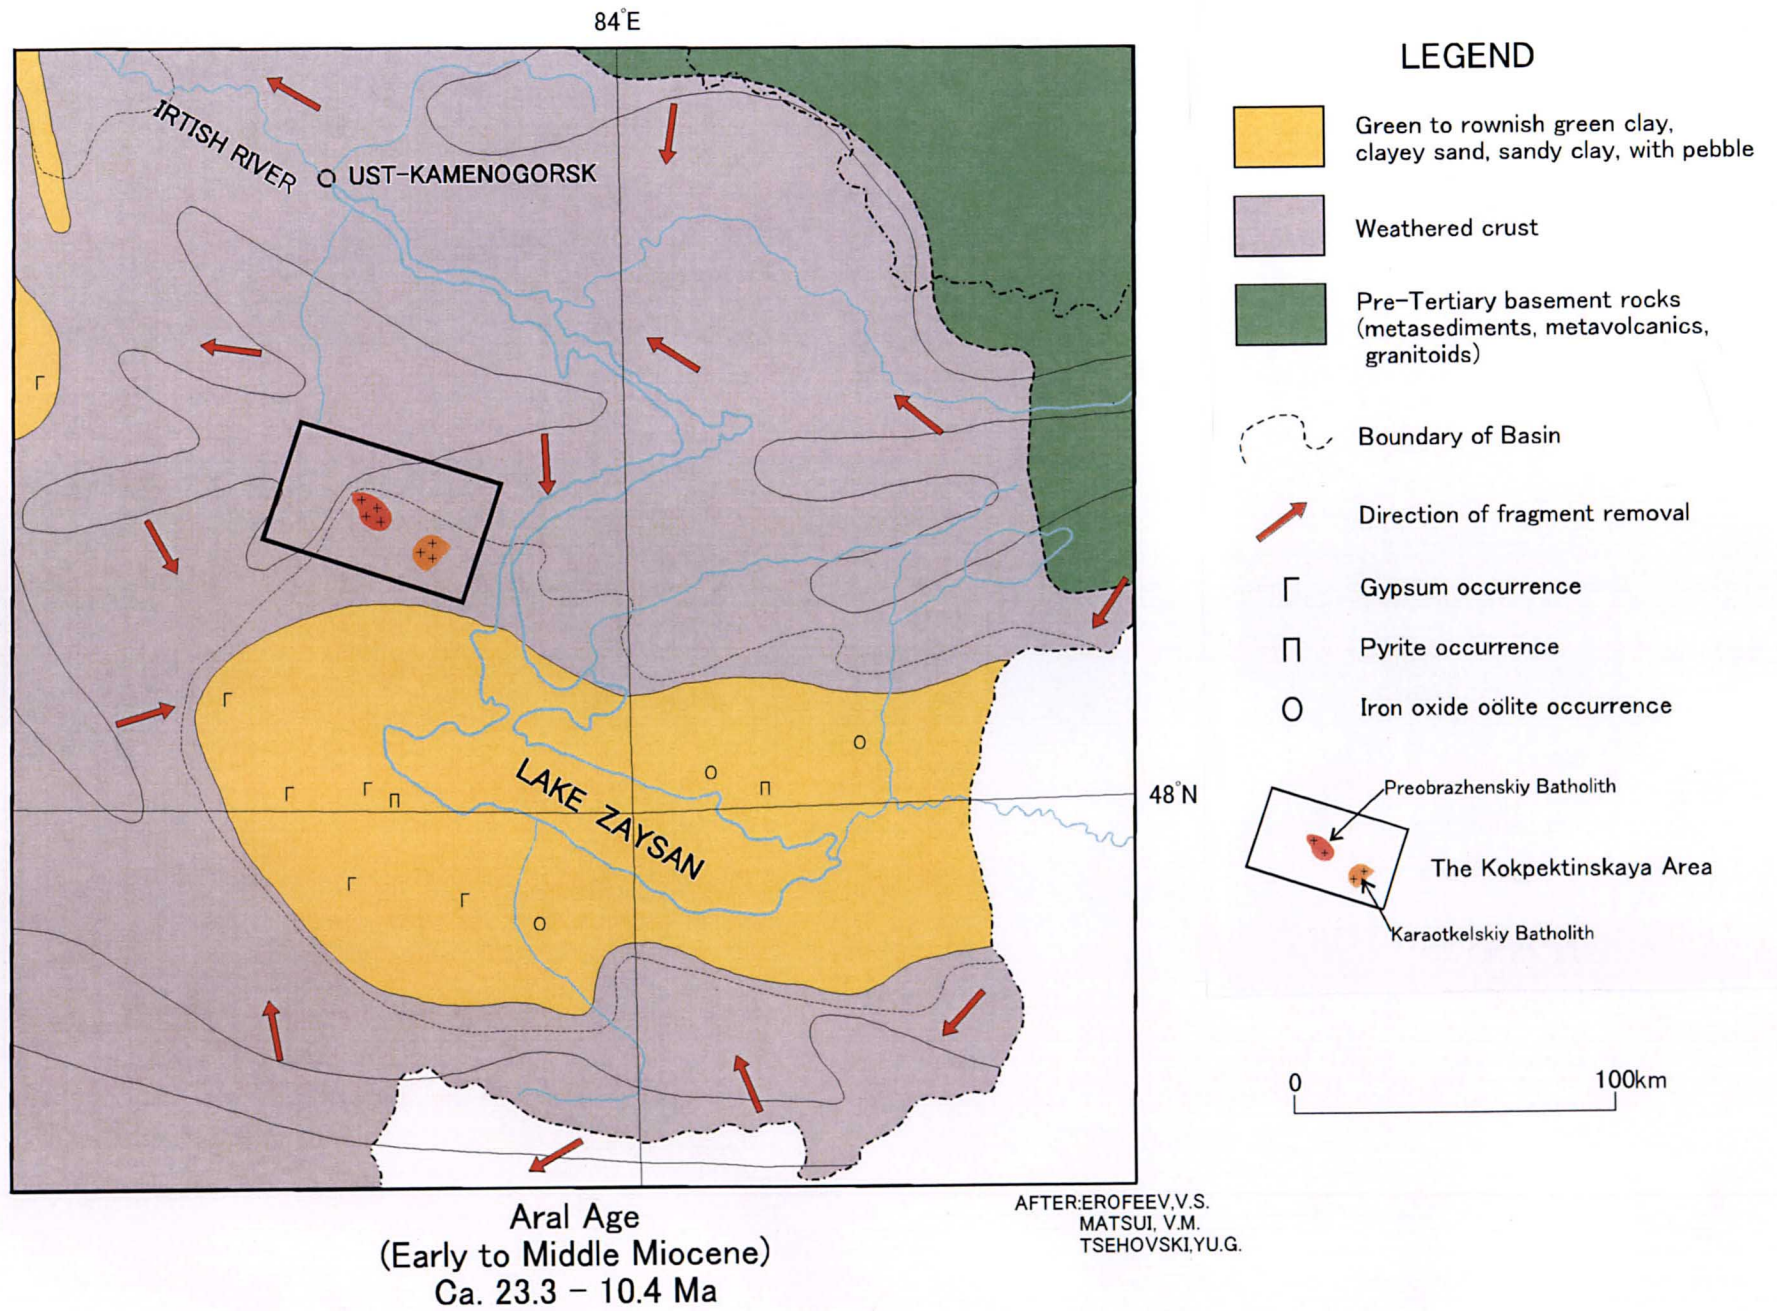 84°E
IRTISH RIVER
UST-KAMENOGORSK
Γ
Γ
Γ
Γ
Π
Γ
Γ
O
O
Π
O
LAKE ZAYSAN
48°N
Aral Age
(Early to Middle Miocene)
Ca. 23.3 - 10.4 Ma
AFTER:EROFEEV,V.S.
MATSUI, V.M.
TSEHOVSKI,YU.G.
LEGEND
Green to rownish green clay,
clayey sand, sandy clay, with pebble
Weathered crust
Pre-Tertiary basement rocks
(metasediments, metavolcanics,
granitoids)
Boundary of Basin
Direction of fragment removal
Γ Gypsum occurrence
Π Pyrite occurrence
O Iron oxide oölite occurrence
Preobrazhenskiy Batholith
The Kokpektinskaya Area
Karaotkelskiy Batholith
0 100km